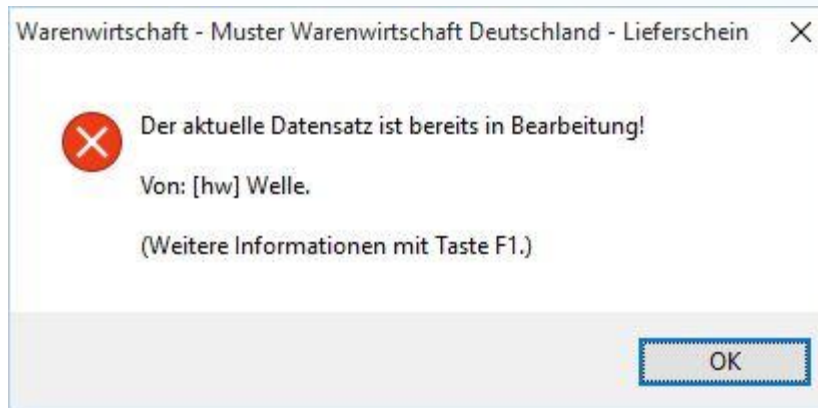 Warenwirtschaft - Muster Warenwirtschaft Deutschland - Lieferschein
Der aktuelle Datensatz ist bereits in Bearbeitung!
Von: [hw] Welle.
(Weitere Informationen mit Taste F1.)
OK